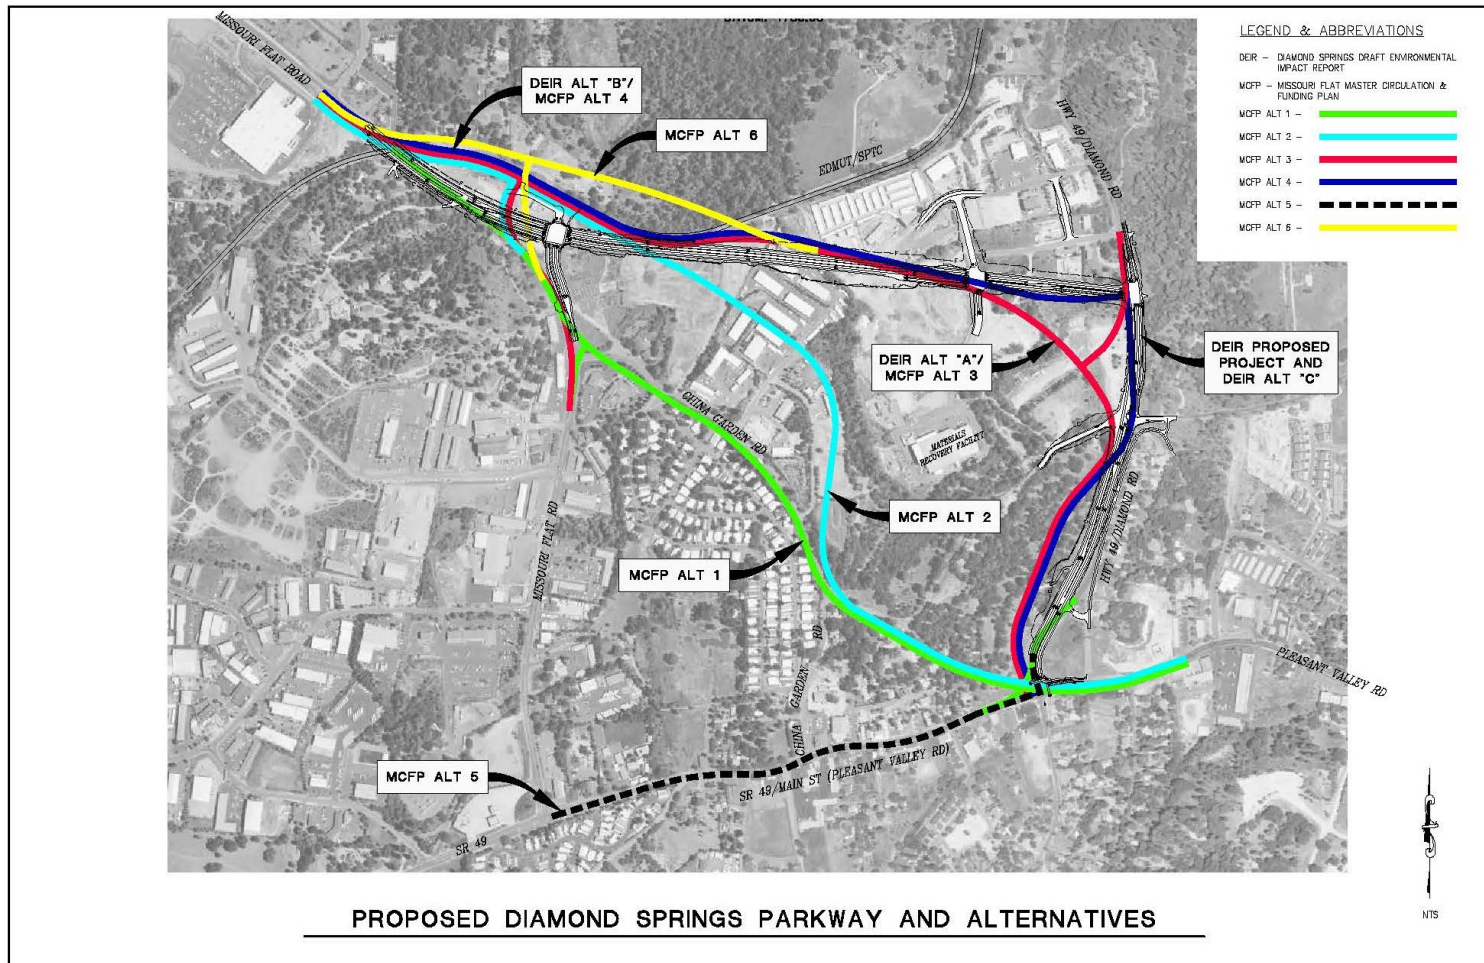 MISSOURI FLAT ROAD
DEIR ALT "B"/
MCFP ALT 4
MCFP ALT 6
EDMUT/SPTC
HWY 49/DIAMOND RD
LEGEND & ABBREVIATIONS
DEIR - DIAMOND SPRINGS DRAFT ENVIRONMENTAL
IMPACT REPORT
MCFP - MISSOURI FLAT MASTER CIRCULATION &
FUNDING PLAN
MCFP ALT 1 -
MCFP ALT 2 -
MCFP ALT 3 -
MCFP ALT 4 -
MCFP ALT 5 -
MCFP ALT 6 -
DEIR ALT "A"/
MCFP ALT 3
DEIR PROPOSED
PROJECT AND
DEIR ALT "C"
CHINA GARDEN RD
MATERIALS
RECOVERY FACILITY
MCFP ALT 2
MISSOURI FLAT RD
HWY 49/DIAMOND RD
MCFP ALT 1
CHINA GARDEN RD
PLEASANT VALLEY RD
MCFP ALT 5
SR 49/MAIN ST (PLEASANT VALLEY RD)
SR 49
NTS
PROPOSED DIAMOND SPRINGS PARKWAY AND ALTERNATIVES